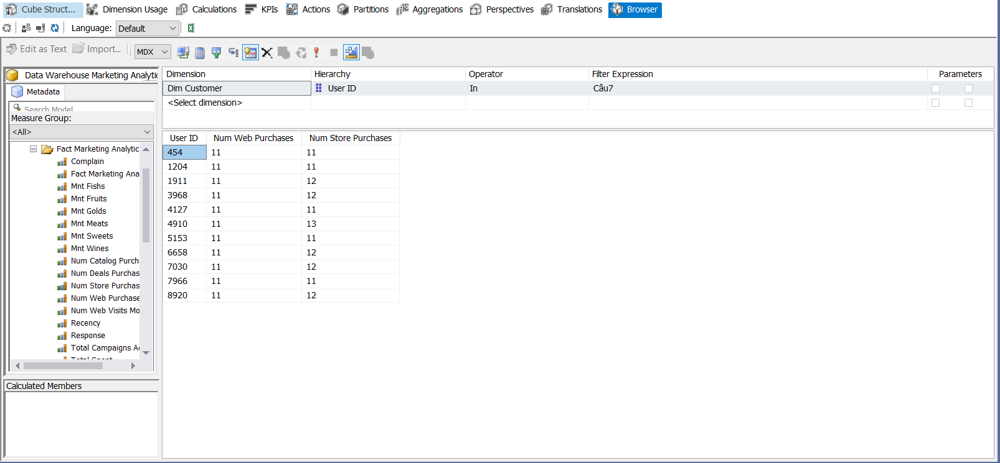 Cube Struct... Dimension Usage Calculations KPIs Actions Partitions Aggregations Perspectives Translations Browser
Language: Default
Edit as Text Import... MDX
Data Warehouse Marketing Analytic
Metadata
Search Model
Measure Group:
<All>
Fact Marketing Analytic
Complain
Fact Marketing Ana
Mnt Fishs
Mnt Fruits
Mnt Golds
Mnt Meats
Mnt Sweets
Mnt Wines
Num Catalog Purch
Num Deals Purchas
Num Store Purchas
Num Web Purchase
Num Web Visits Mo
Recency
Response
Total Campaigns A
Total Spent
Calculated Members
Dimension Hierarchy Operator Filter Expression Parameters
Dim Customer User ID In Câu7
<Select dimension>
User ID Num Web Purchases Num Store Purchases
454 11 11
1204 11 11
1911 11 12
3968 11 12
4127 11 11
4910 11 13
5153 11 11
6658 11 12
7030 11 12
7966 11 11
8920 11 12